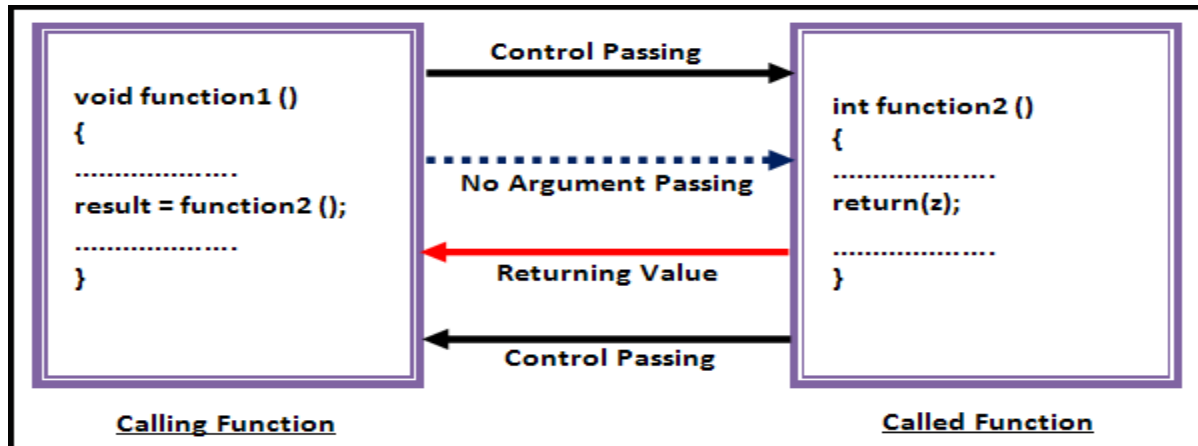 void function1 ()
{
....................
result = function2 ();
....................
}
Calling Function
Control Passing
No Argument Passing
Returning Value
Control Passing
int function2 ()
{
....................
return(z);
....................
}
Called Function